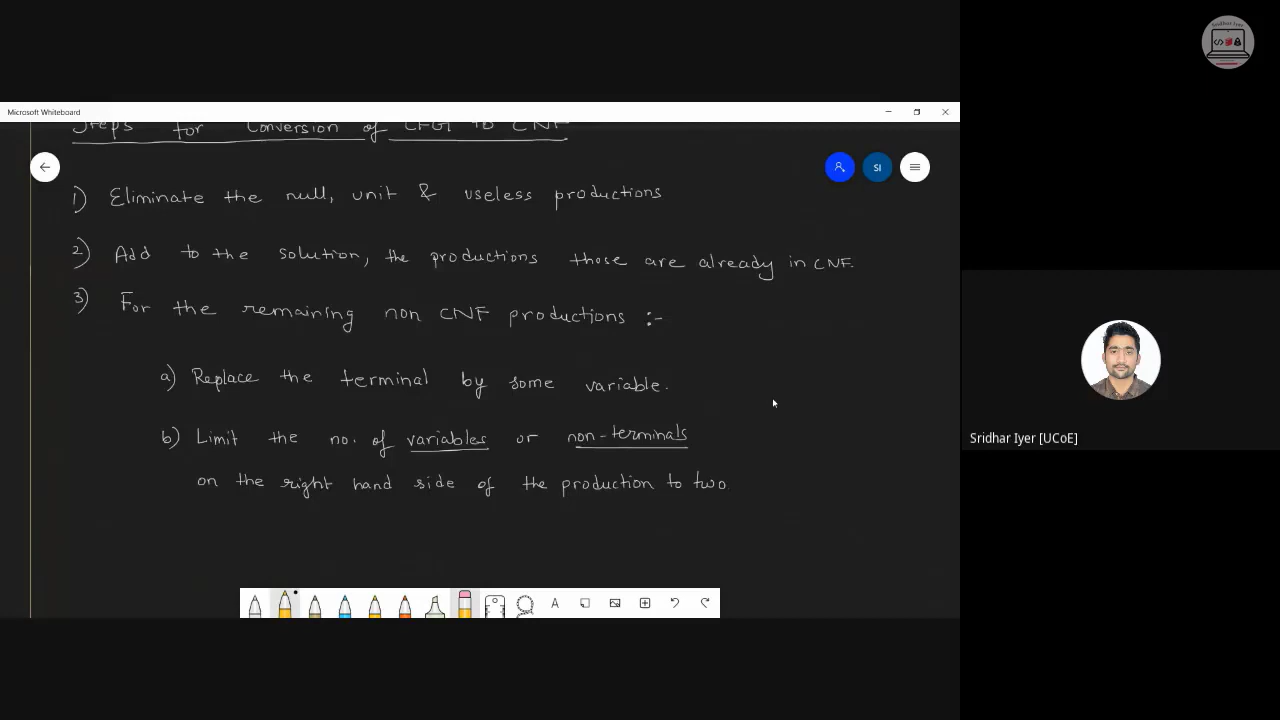 Sridhar Iyer
Microsoft Whiteboard
Steps for Conversion of CFG to CNF
SI
1) Eliminate the null, unit & useless productions
2) Add to the solution, the productions those are already in CNF.
3) For the remaining non CNF productions :-
a) Replace the terminal by some variable.
b) Limit the no. of variables or non-terminals
on the right hand side of the production to two.
Sridhar Iyer [UCoE]
A